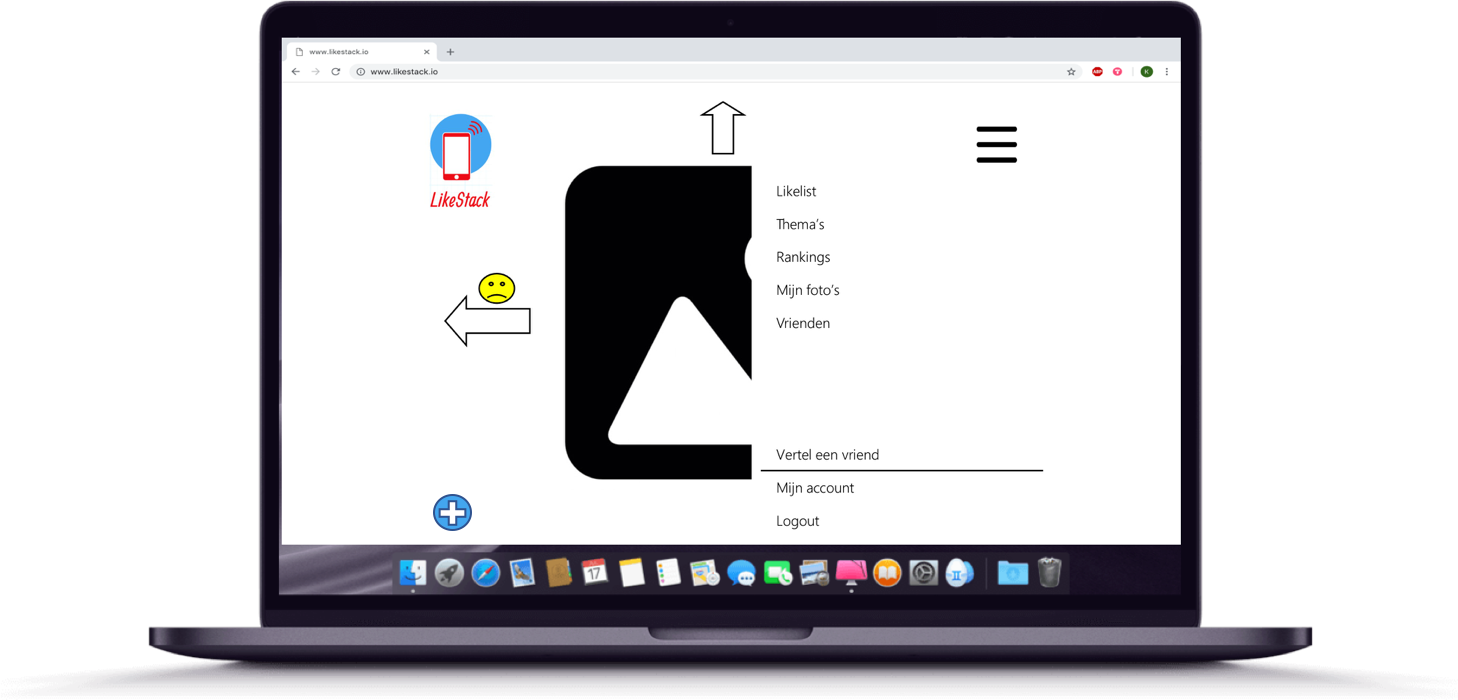 www.likestack.io
www.likestack.io
ABP
K
LikeStack
Likelist
Thema's
Rankings
Mijn foto's
Vrienden
Vertel een vriend
Mijn account
Logout
17